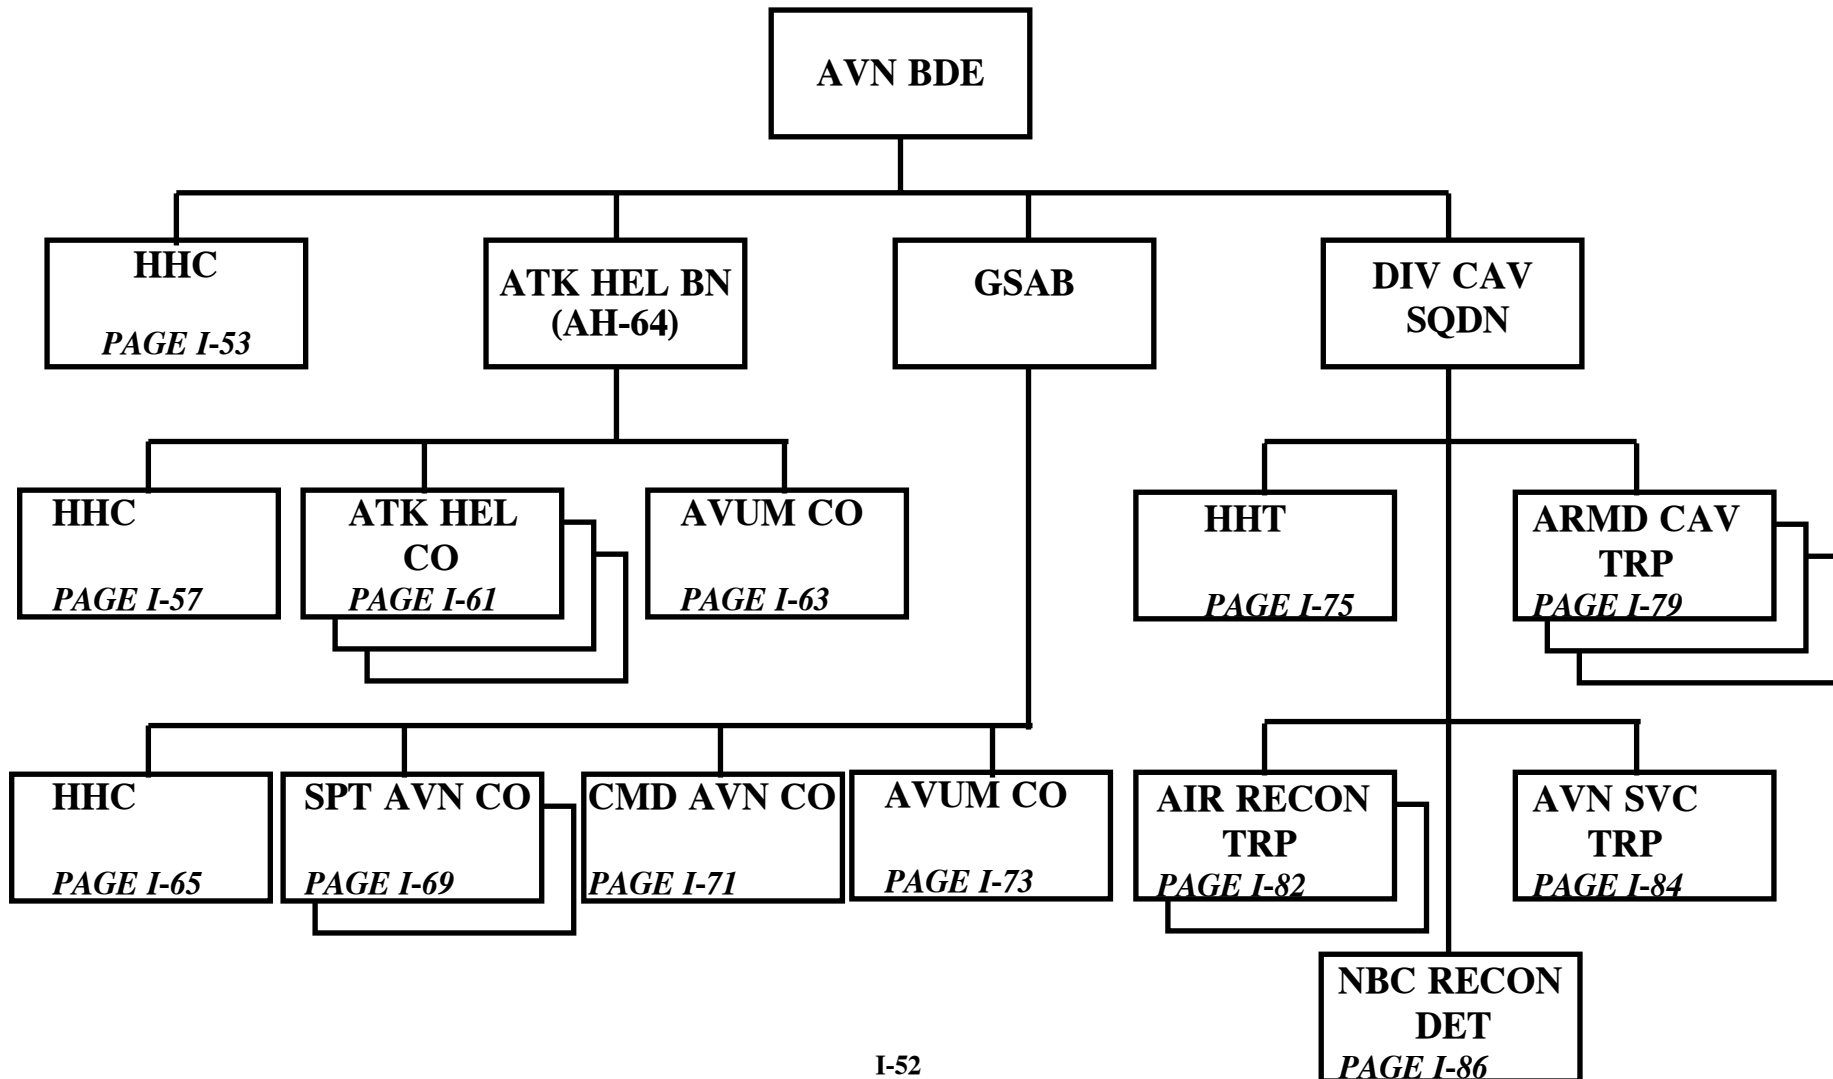 AVN BDE
HHC
PAGE I-53
ATK HEL BN
(AH-64)
GSAB
DIV CAV
SQDN
HHC
PAGE I-57
ATK HEL
CO
PAGE I-61
AVUM CO
PAGE I-63
HHT
PAGE I-75
ARMD CAV
TRP
PAGE I-79
HHC
PAGE I-65
SPT AVN CO
PAGE I-69
CMD AVN CO
PAGE I-71
AVUM CO
PAGE I-73
AIR RECON
TRP
PAGE I-82
AVN SVC
TRP
PAGE I-84
NBC RECON
DET
PAGE I-86
I-52